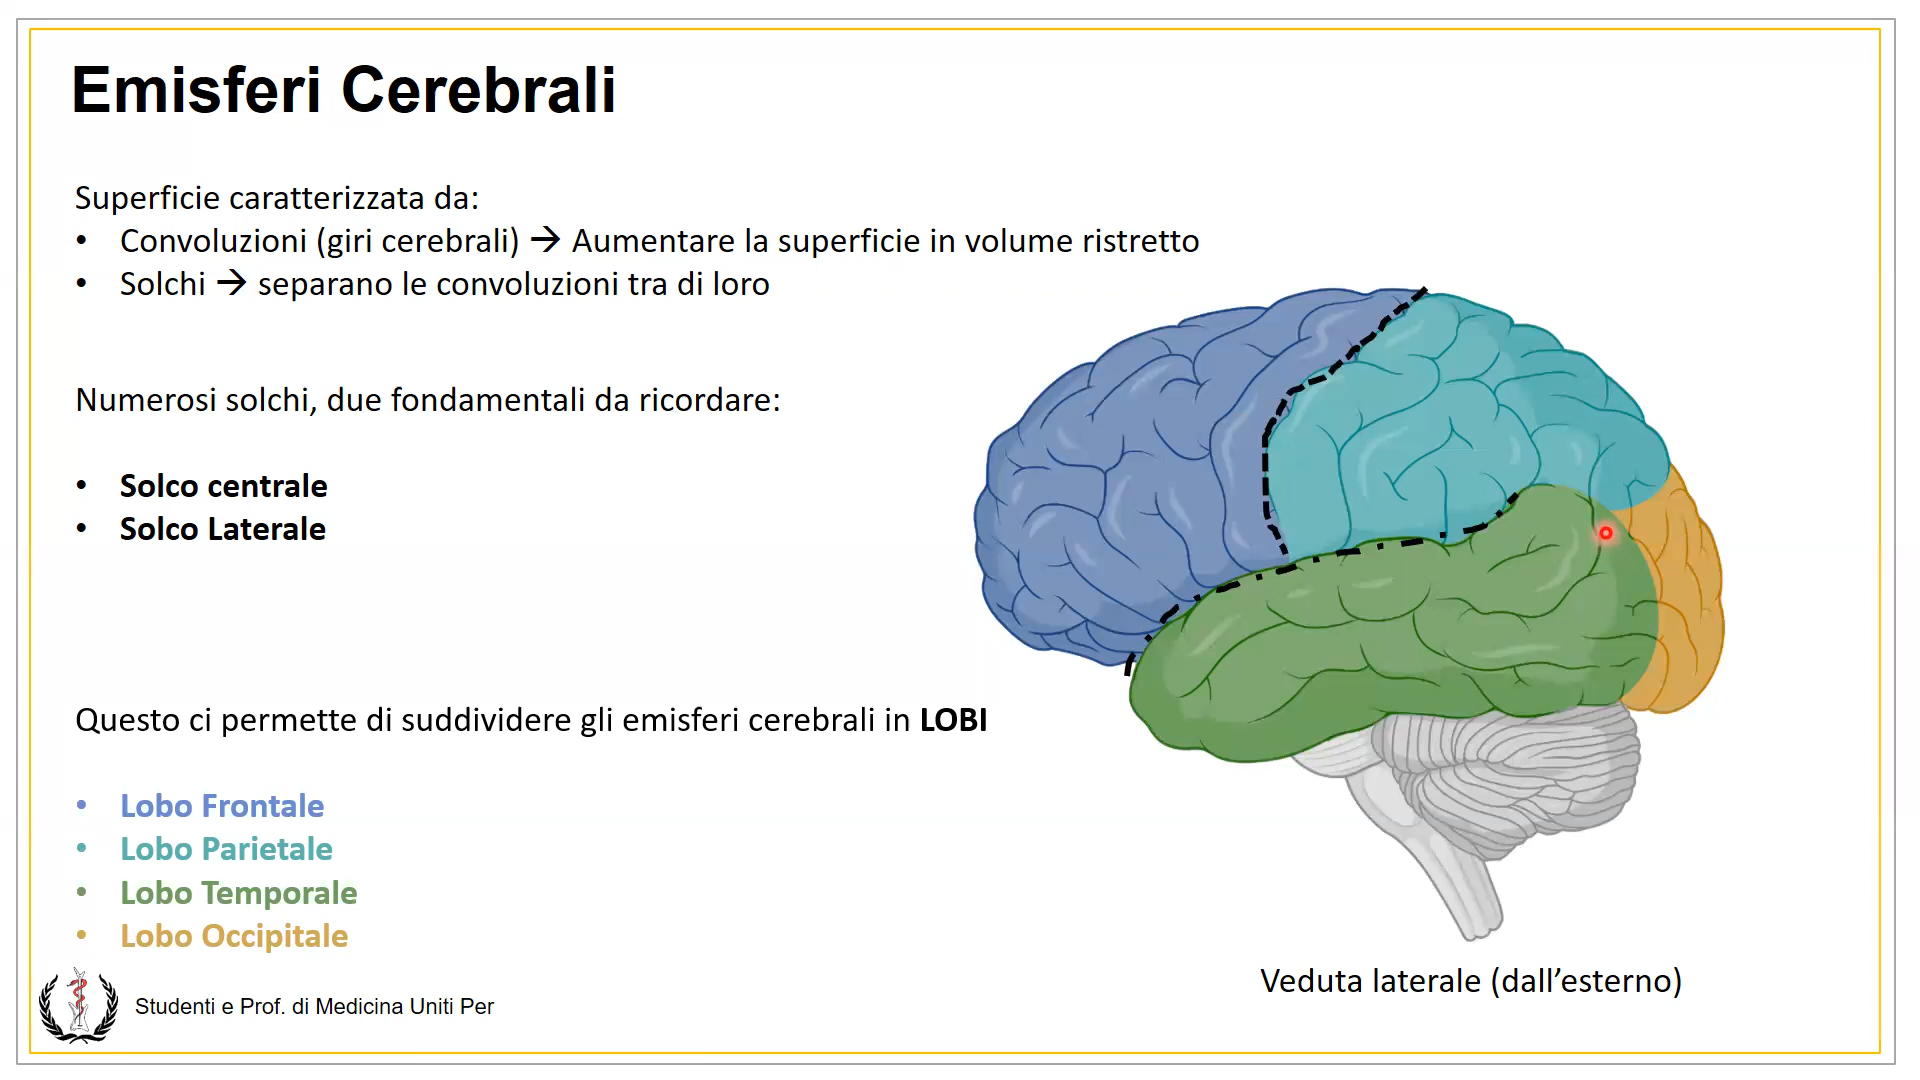 Emisferi Cerebrali
Superficie caratterizzata da:
• Convoluzioni (giri cerebrali) → Aumentare la superficie in volume ristretto
• Solchi → separano le convoluzioni tra di loro
Numerosi solchi, due fondamentali da ricordare:
• Solco centrale
• Solco Laterale
Questo ci permette di suddividere gli emisferi cerebrali in LOBI
• Lobo Frontale
• Lobo Parietale
• Lobo Temporale
• Lobo Occipitale
Veduta laterale (dall’esterno)
Studenti e Prof. di Medicina Uniti Per